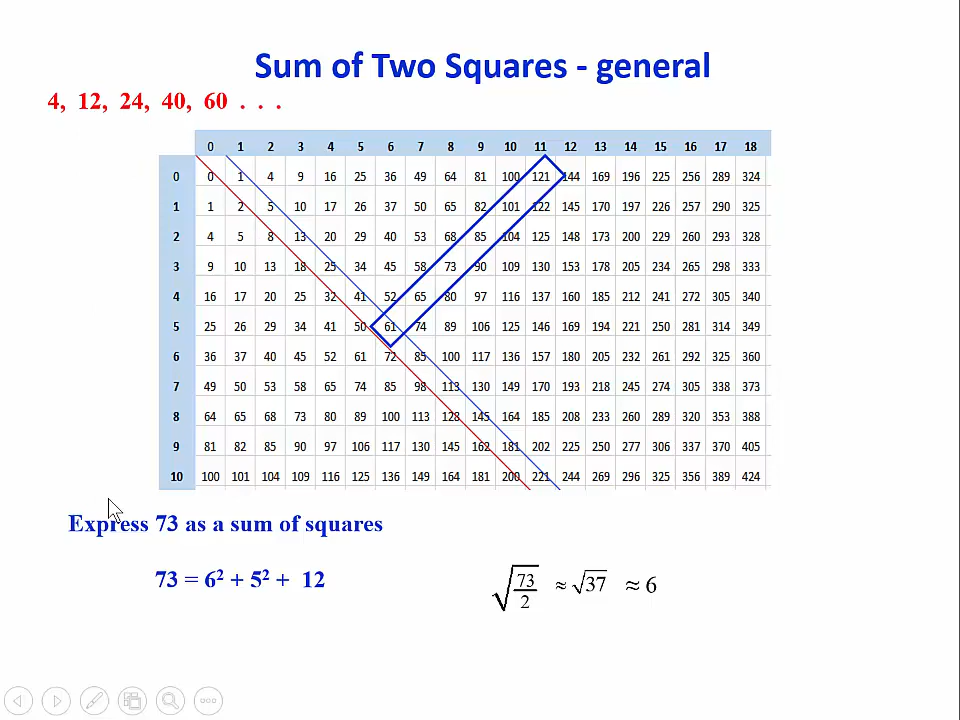 Sum of Two Squares - general
4, 12, 24, 40, 60 . . .
0 1 2 3 4 5 6 7 8 9 10 11 12 13 14 15 16 17 18
0 0 1 4 9 16 25 36 49 64 81 100 121 144 169 196 225 256 289 324
1 1 2 5 10 17 26 37 50 65 82 101 122 145 170 197 226 257 290 325
2 4 5 8 13 20 29 40 53 68 85 104 125 148 173 200 229 260 293 328
3 9 10 13 18 25 34 45 58 73 90 109 130 153 178 205 234 265 298 333
4 16 17 20 25 32 41 52 65 80 97 116 137 160 185 212 241 272 305 340
5 25 26 29 34 41 50 61 74 89 106 125 146 169 194 221 250 281 314 349
6 36 37 40 45 52 61 72 85 100 117 136 157 180 205 232 261 292 325 360
7 49 50 53 58 65 74 85 98 113 130 149 170 193 218 245 274 305 338 373
8 64 65 68 73 80 89 100 113 128 145 164 185 208 233 260 289 320 353 388
9 81 82 85 90 97 106 117 130 145 162 181 202 225 250 277 306 337 370 405
10 100 101 104 109 116 125 136 149 164 181 200 221 244 269 296 325 356 389 424
Express 73 as a sum of squares
73 = 6² + 5² + 12
√(73/2) ≈ √37 ≈ 6